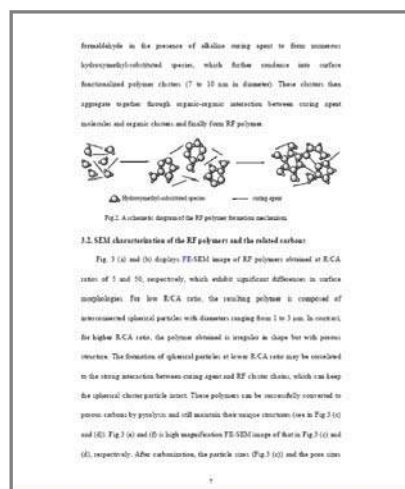 formaldehyde in the presence of alkaline curing agent to form numerous
hydroxymethyl-substituted species, which further condense into surface
functionalized polymer clusters (7 to 10 nm in diameter). These clusters then
aggregate together through organic-organic interaction between curing agent
molecules and organic clusters and finally form RF polymer.
Hydroxymethyl-substituted species curing agent
Fig.2. A schematic diagram of the RF polymer formation mechanism.
3.2. SEM characterization of the RF polymers and the related carbons
Fig. 3 (a) and (b) displays FE-SEM image of RF polymers obtained at R/CA
ratios of 5 and 50, respectively, which exhibit significant differences in surface
morphologies. For low R/CA ratio, the resulting polymer is composed of
interconnected spherical particles with diameters ranging from 1 to 3 μm. In contrast,
for higher R/CA ratio, the polymer obtained is irregular in shape but with porous
structure. The formation of spherical particles at lower R/CA ratio may be correlated
to the strong interaction between curing agent and RF cluster chains, which can keep
the spherical cluster particle intact. These polymers can be successfully converted to
porous carbons by pyrolysis and still maintain their unique structures (see in Fig.3 (c)
and (d)). Fig.3 (e) and (f) is high magnification FE-SEM image of that in Fig.3 (c) and
(d), respectively. After carbonization, the particle sizes (Fig.3 (c)) and the pore sizes
7